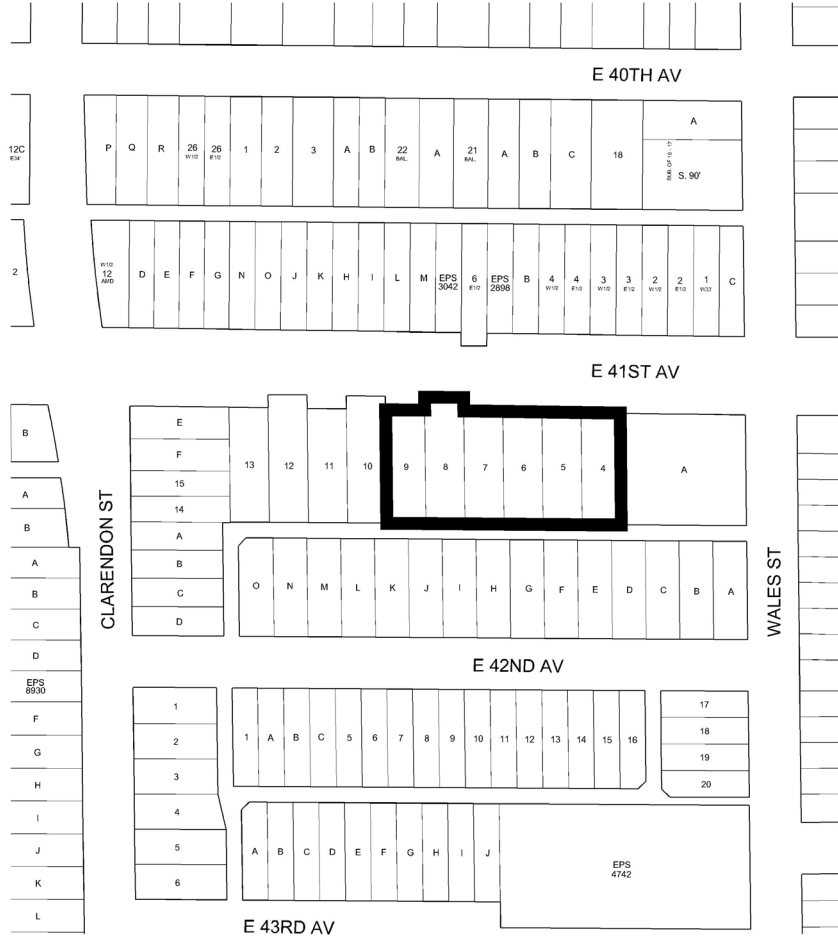 E 40TH AV
12C
E34'
P Q R 26 26 1 2 3 A B 22 A 21 A B C 18 A
W1/2 E1/2 BAL. BAL.
SUB. OF 16 - 17
S. 90'
2
W1/2
12
AMD
D E F G N O J K H I L M EPS 3042 6 E1/2 EPS 2898 B 4 W1/2 4 E1/2 3 W1/2 3 E1/2 2 W1/2 2 E1/2 1 W33' C
E 41ST AV
B
A
B
A
B
C
D
EPS
8930
F
G
H
I
J
K
L
CLARENDON ST
E
F
15
14
A
B
C
D
13 12 11 10 9 8 7 6 5 4 A
O N M L K J I H G F E D C B A
WALES ST
E 42ND AV
1
2
3
4
5
6
1 A B C 5 6 7 8 9 10 11 12 13 14 15 16
17
18
19
20
A B C D E F G H I J
EPS
4742
E 43RD AV